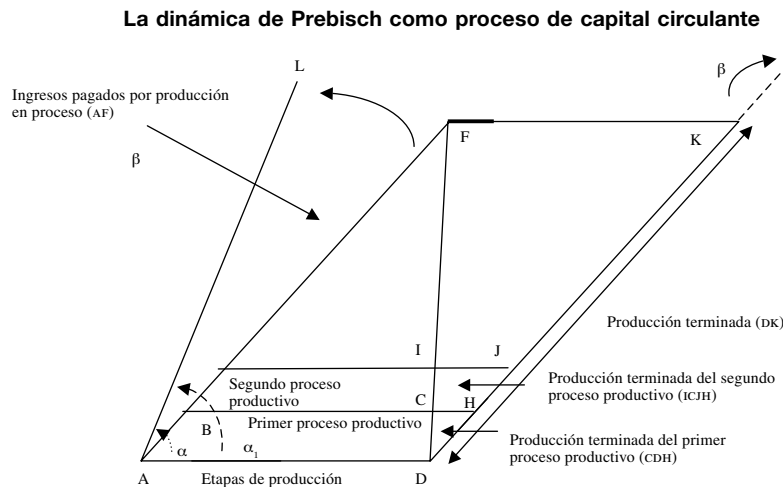 La dinámica de Prebisch como proceso de capital circulante
L
β
Ingresos pagados por producción
en proceso (AF)
F
K
β
Producción terminada (DK)
I
J
Segundo proceso
productivo
Producción terminada del segundo
proceso productivo (ICJH)
C
H
B
Primer proceso productivo
Producción terminada del primer
proceso productivo (CDH)
α
α1
A
Etapas de producción
D